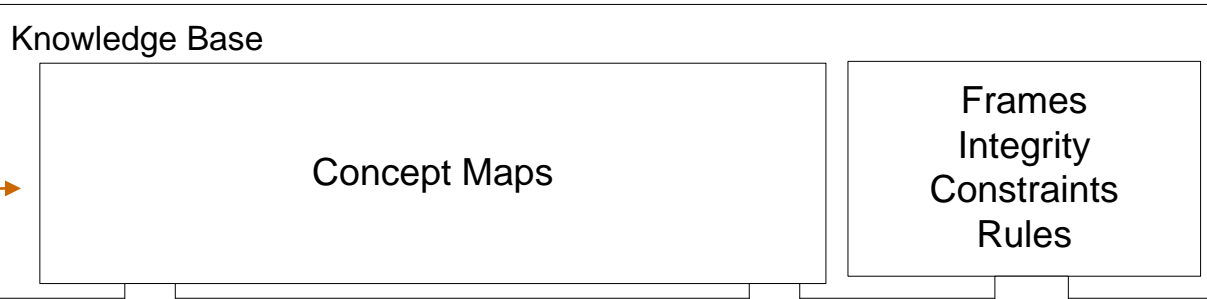 Knowledge Base
Concept Maps
Frames
Integrity
Constraints
Rules